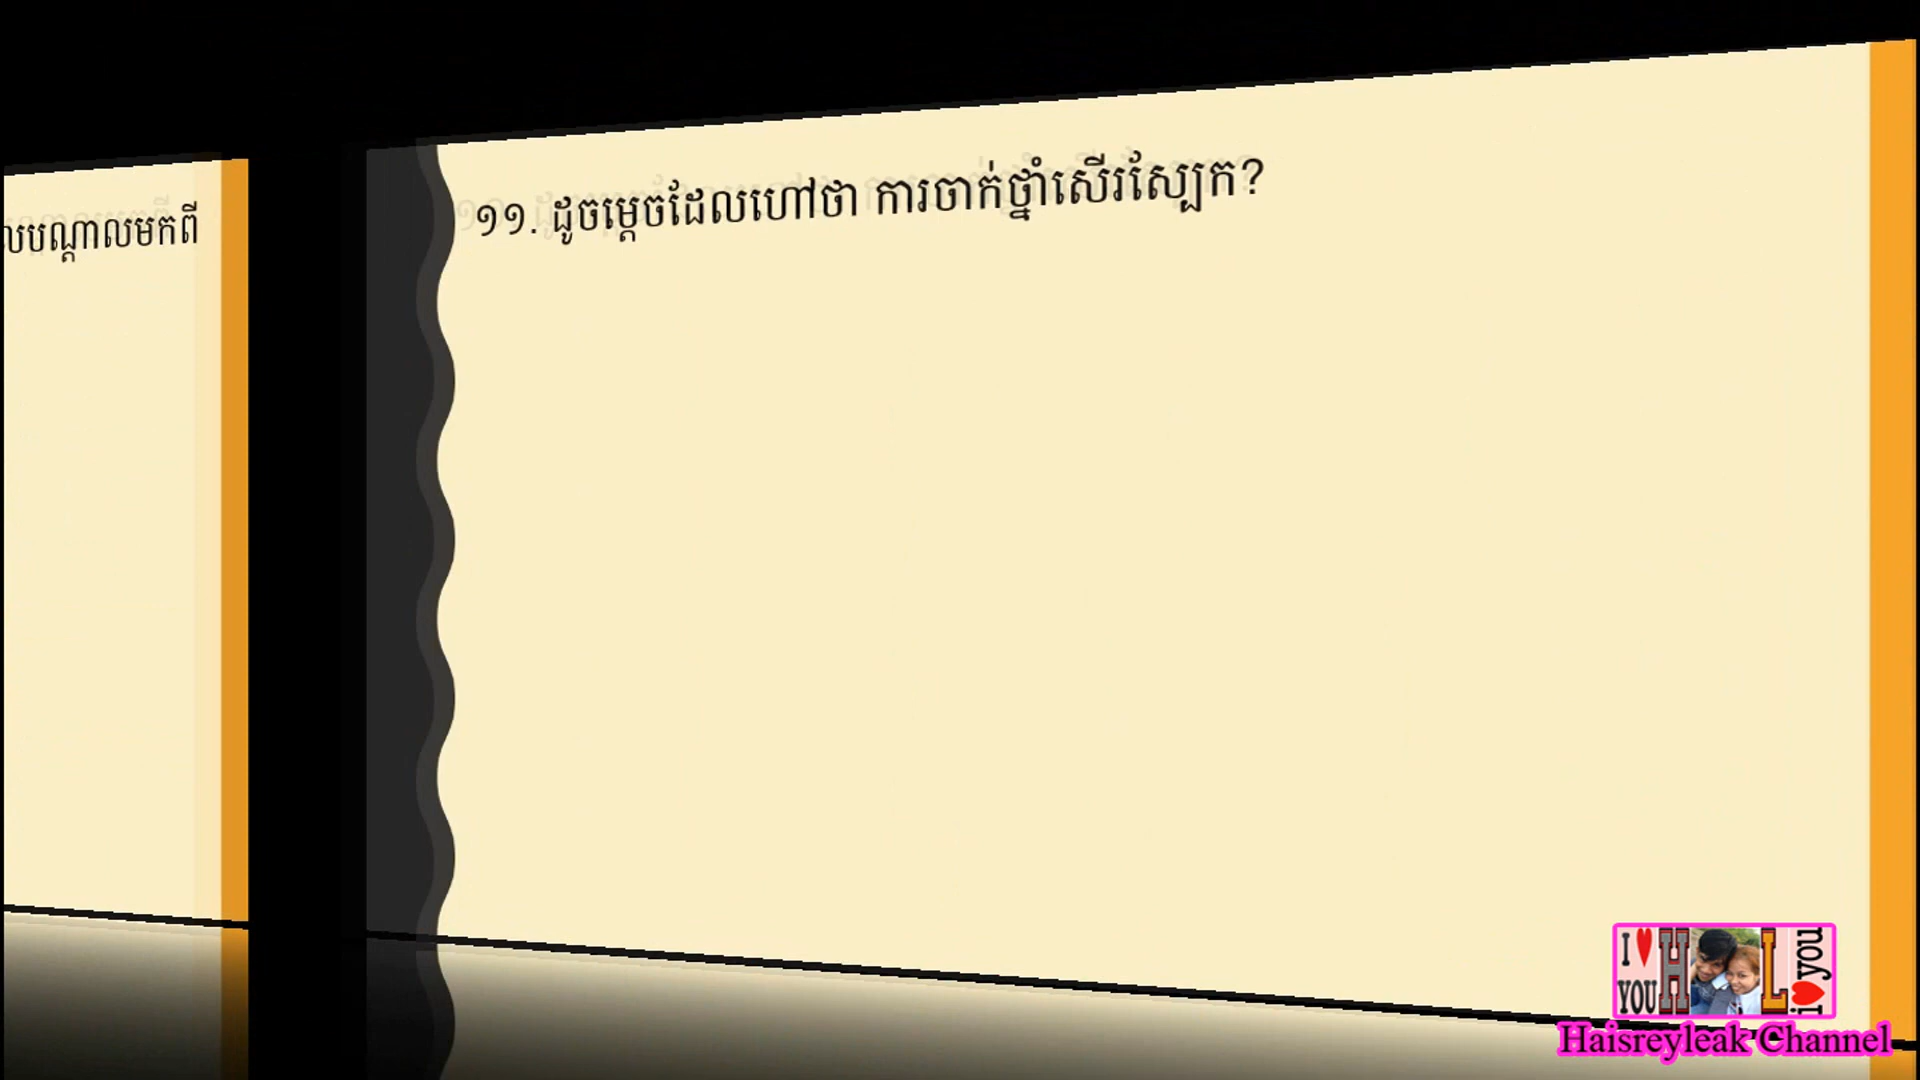 លបណ្តាលមកពី
១១. ដូចម្តេចដែលហៅថា ការចាក់ថ្នាំសើរស្បែក?
I ♥ YOU H L i ♥ you
Haisreyleak Channel